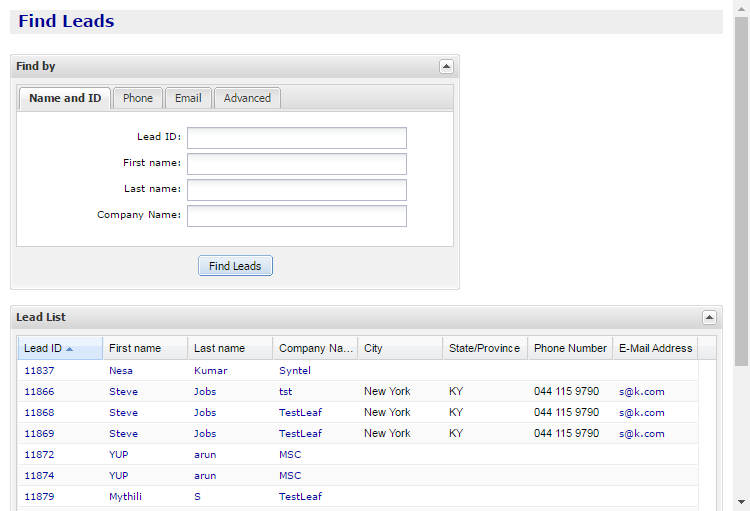 Find Leads
Find by
Name and ID Phone Email Advanced
Lead ID:
First name:
Last name:
Company Name:
Find Leads
Lead List
Lead ID First name Last name Company Na... City State/Province Phone Number E-Mail Address
11837 Nesa Kumar Syntel
11866 Steve Jobs tst New York KY 044 115 9790 s@k.com
11868 Steve Jobs TestLeaf New York KY 044 115 9790 s@k.com
11869 Steve Jobs TestLeaf New York KY 044 115 9790 s@k.com
11872 YUP arun MSC
11874 YUP arun MSC
11879 Mythili S TestLeaf